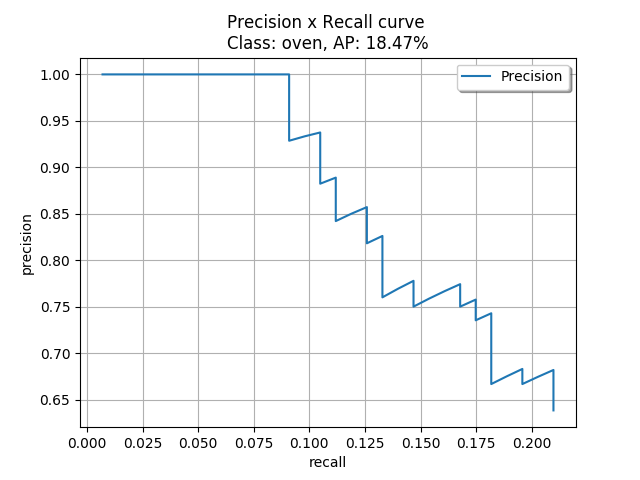 Precision x Recall curve
Class: oven, AP: 18.47%
Precision
1.00
0.95
0.90
0.85
0.80
0.75
0.70
0.65
precision
0.000 0.025 0.050 0.075 0.100 0.125 0.150 0.175 0.200
recall